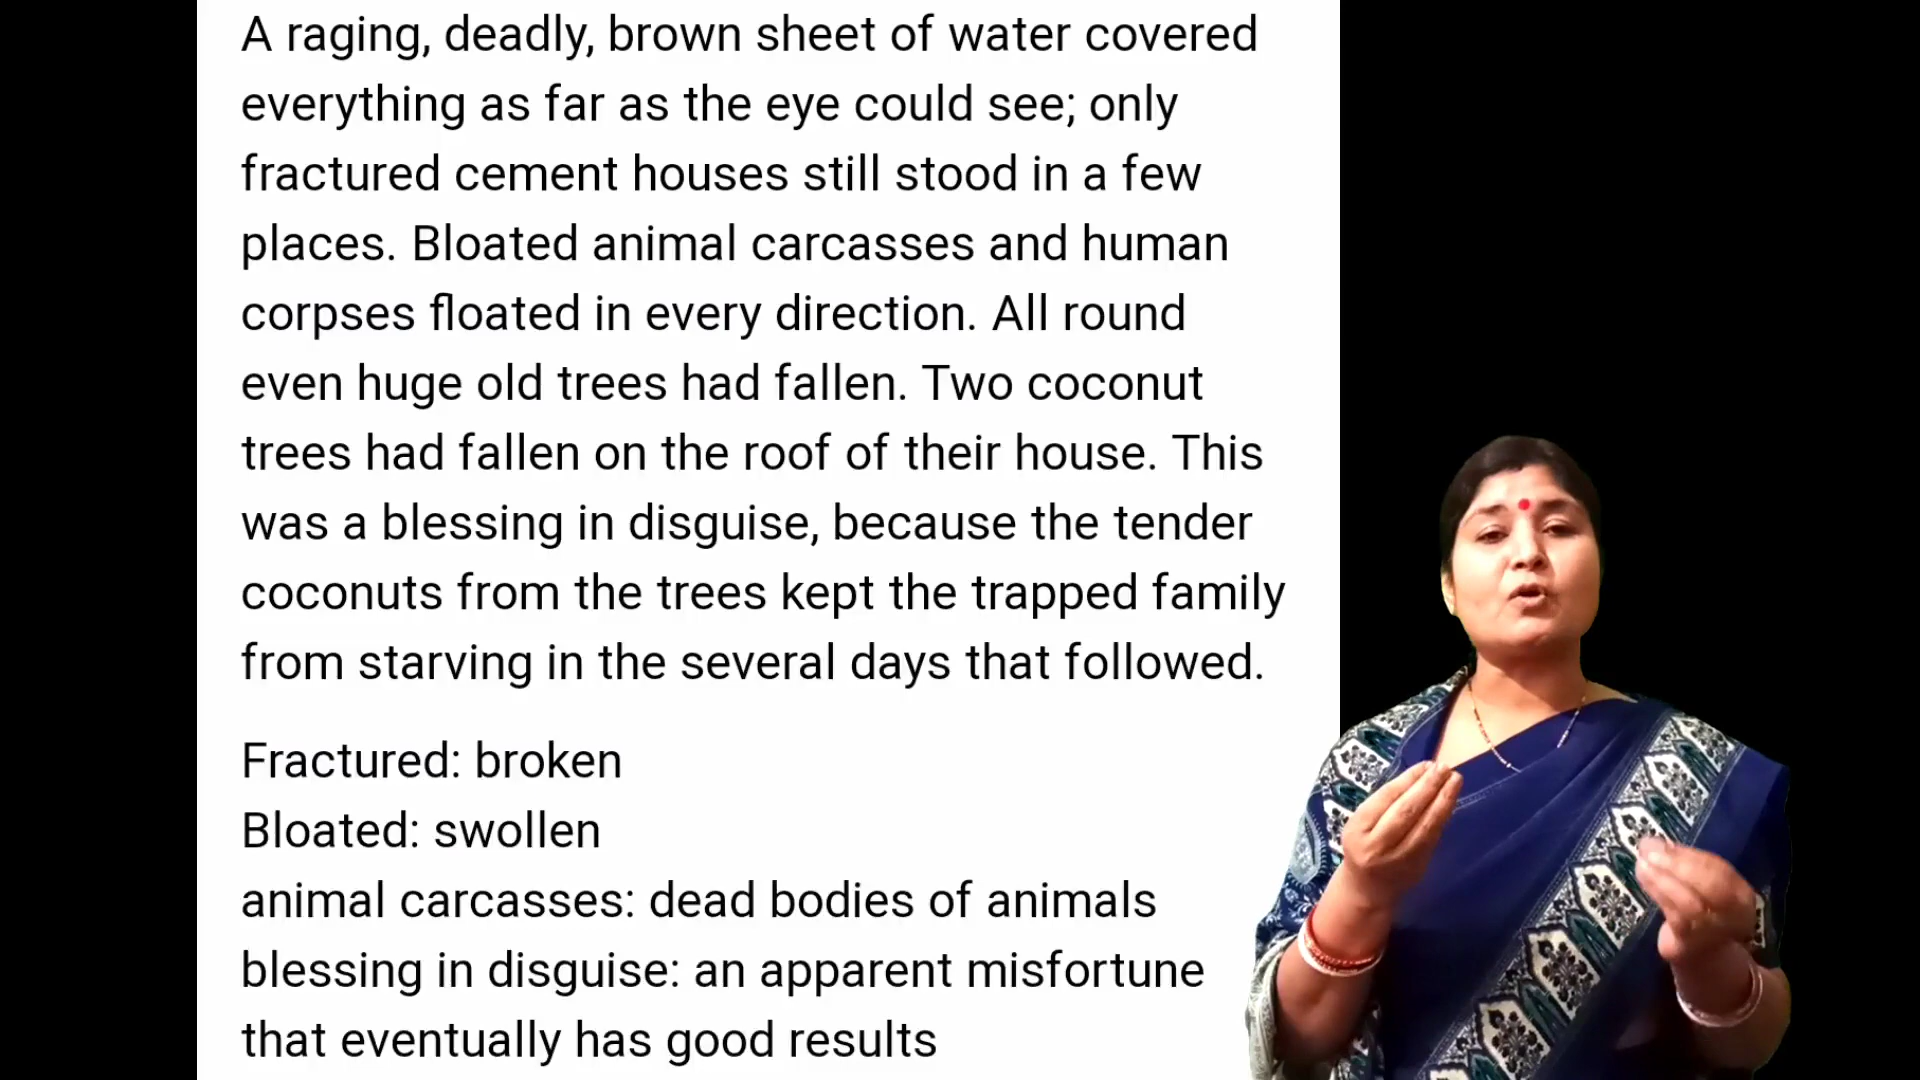 A raging, deadly, brown sheet of water covered
everything as far as the eye could see; only
fractured cement houses still stood in a few
places. Bloated animal carcasses and human
corpses floated in every direction. All round
even huge old trees had fallen. Two coconut
trees had fallen on the roof of their house. This
was a blessing in disguise, because the tender
coconuts from the trees kept the trapped family
from starving in the several days that followed.
Fractured: broken
Bloated: swollen
animal carcasses: dead bodies of animals
blessing in disguise: an apparent misfortune
that eventually has good results